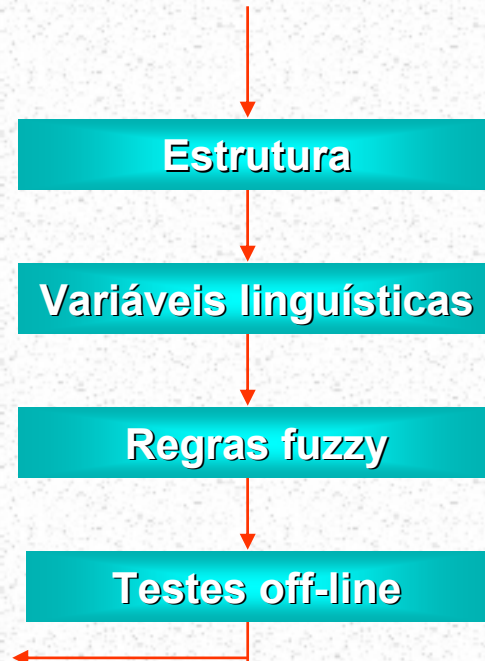 Estrutura
Variáveis linguísticas
Regras fuzzy
Testes off-line